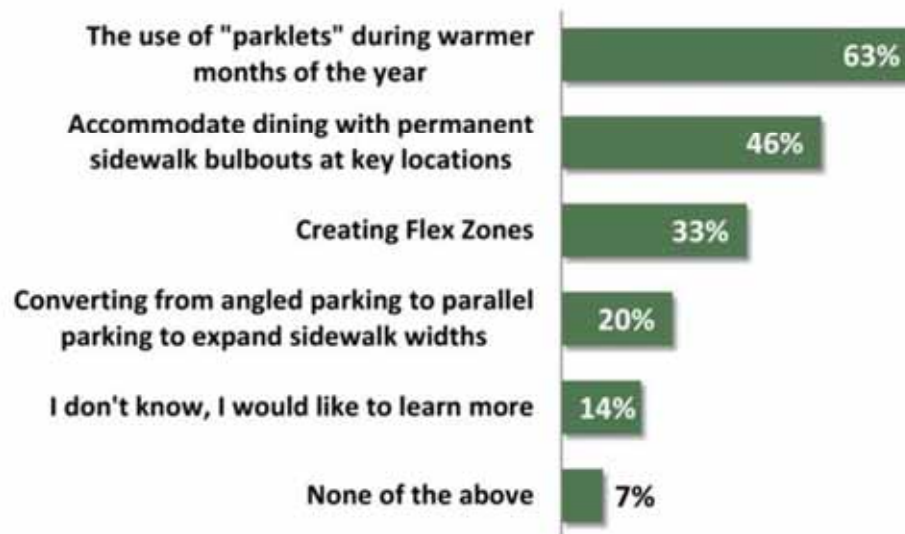 The use of "parklets" during warmer
months of the year
63%
Accommodate dining with permanent
sidewalk bulbouts at key locations
46%
Creating Flex Zones
33%
Converting from angled parking to parallel
parking to expand sidewalk widths
20%
I don't know, I would like to learn more
14%
None of the above
7%